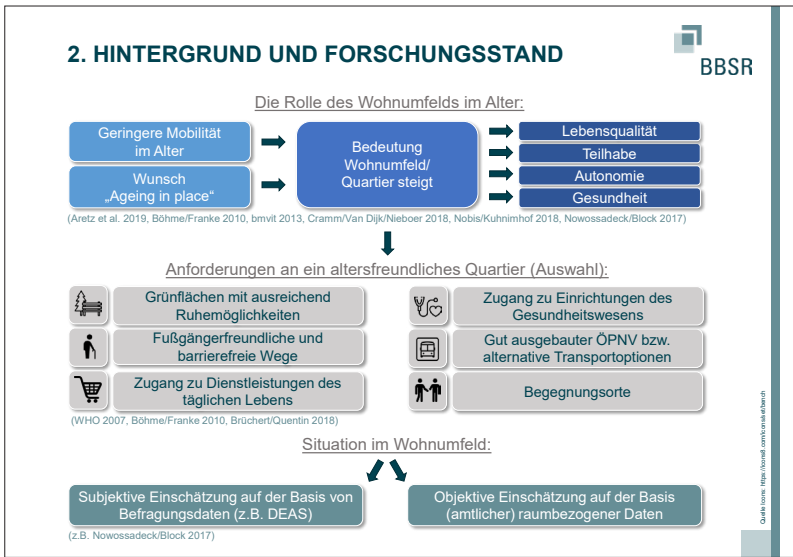 2. HINTERGRUND UND FORSCHUNGSSTAND
BBSR
Die Rolle des Wohnumfelds im Alter:
Geringere Mobilität
im Alter
Wunsch
„Ageing in place“
Bedeutung
Wohnumfeld/
Quartier steigt
Lebensqualität
Teilhabe
Autonomie
Gesundheit
(Aretz et al. 2019, Böhme/Franke 2010, bmvit 2013, Cramm/Van Dijk/Nieboer 2018, Nobis/Kuhnimhof 2018, Nowossadeck/Block 2017)
Anforderungen an ein altersfreundliches Quartier (Auswahl):
Grünflächen mit ausreichend
Ruhemöglichkeiten
Fußgängerfreundliche und
barrierefreie Wege
Zugang zu Dienstleistungen des
täglichen Lebens
Zugang zu Einrichtungen des
Gesundheitswesens
Gut ausgebauter ÖPNV bzw.
alternative Transportoptionen
Begegnungsorte
(WHO 2007, Böhme/Franke 2010, Brüchert/Quentin 2018)
Situation im Wohnumfeld:
Subjektive Einschätzung auf der Basis von
Befragungsdaten (z.B. DEAS)
Objektive Einschätzung auf der Basis
(amtlicher) raumbezogener Daten
(z.B. Nowossadeck/Block 2017)
Quelle Icons: https://icons8.com/icons/set/bench